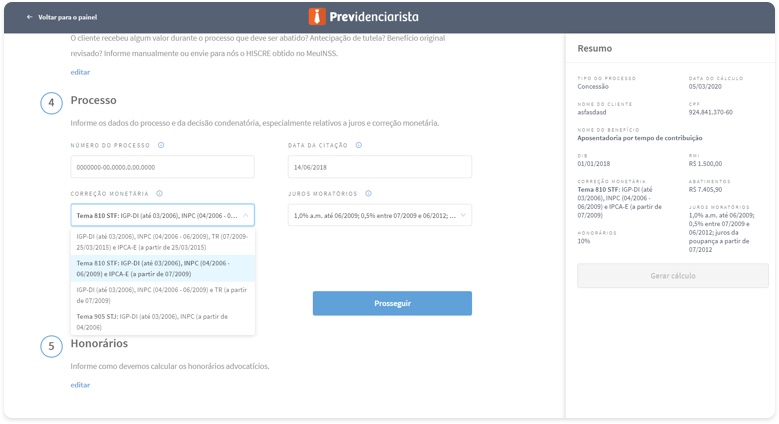 ← Voltar para o painel
Previdenciarista
O cliente recebeu algum valor durante o processo que deve ser abatido? Antecipação de tutela? Benefício original
revisado? Informe manualmente ou envie para nós o HISCRE obtido no MeuINSS.
editar
4
Processo
Informe os dados do processo e da decisão condenatória, especialmente relativos a juros e correção monetária.
NÚMERO DO PROCESSO
0000000-00.0000.0.00.0000
DATA DA CITAÇÃO
14/06/2018
CORREÇÃO MONETÁRIA
Tema 810 STF: IGP-DI (até 03/2006), INPC (04/2006 - 0...
JUROS MORATÓRIOS
1,0% a.m. até 06/2009; 0,5% entre 07/2009 e 06/2012; ...
IGP-DI (até 03/2006), INPC (04/2006 - 06/2009), TR (07/2009-
25/03/2015) e IPCA-E (a partir de 25/03/2015)
Tema 810 STF: IGP-DI (até 03/2006), INPC (04/2006 -
06/2009) e IPCA-E (a partir de 07/2009)
IGP-DI (até 03/2006), INPC (04/2006 - 06/2009) e TR (a partir
de 07/2009)
Tema 905 STJ: IGP-DI (até 03/2006), INPC (a partir de
04/2006)
Prosseguir
5
Honorários
Informe como devemos calcular os honorários advocatícios.
editar
Resumo
TIPO DO PROCESSO
Concessão
DATA DO CÁLCULO
05/03/2020
NOME DO CLIENTE
asfasdasd
CPF
924.841.370-60
NOME DO BENEFÍCIO
Aposentadoria por tempo de contribuição
DIB
01/01/2018
RMI
R$ 1.500,00
CORREÇÃO MONETÁRIA
Tema 810 STF: IGP-DI (até
03/2006), INPC (04/2006 -
06/2009) e IPCA-E (a partir de
07/2009)
ABATIMENTOS
R$ 7.405,90
JUROS MORATÓRIOS
1,0% a.m. até 06/2009;
0,5% entre 07/2009 e
06/2012; juros da
poupança a partir de
07/2012
HONORÁRIOS
10%
Gerar cálculo